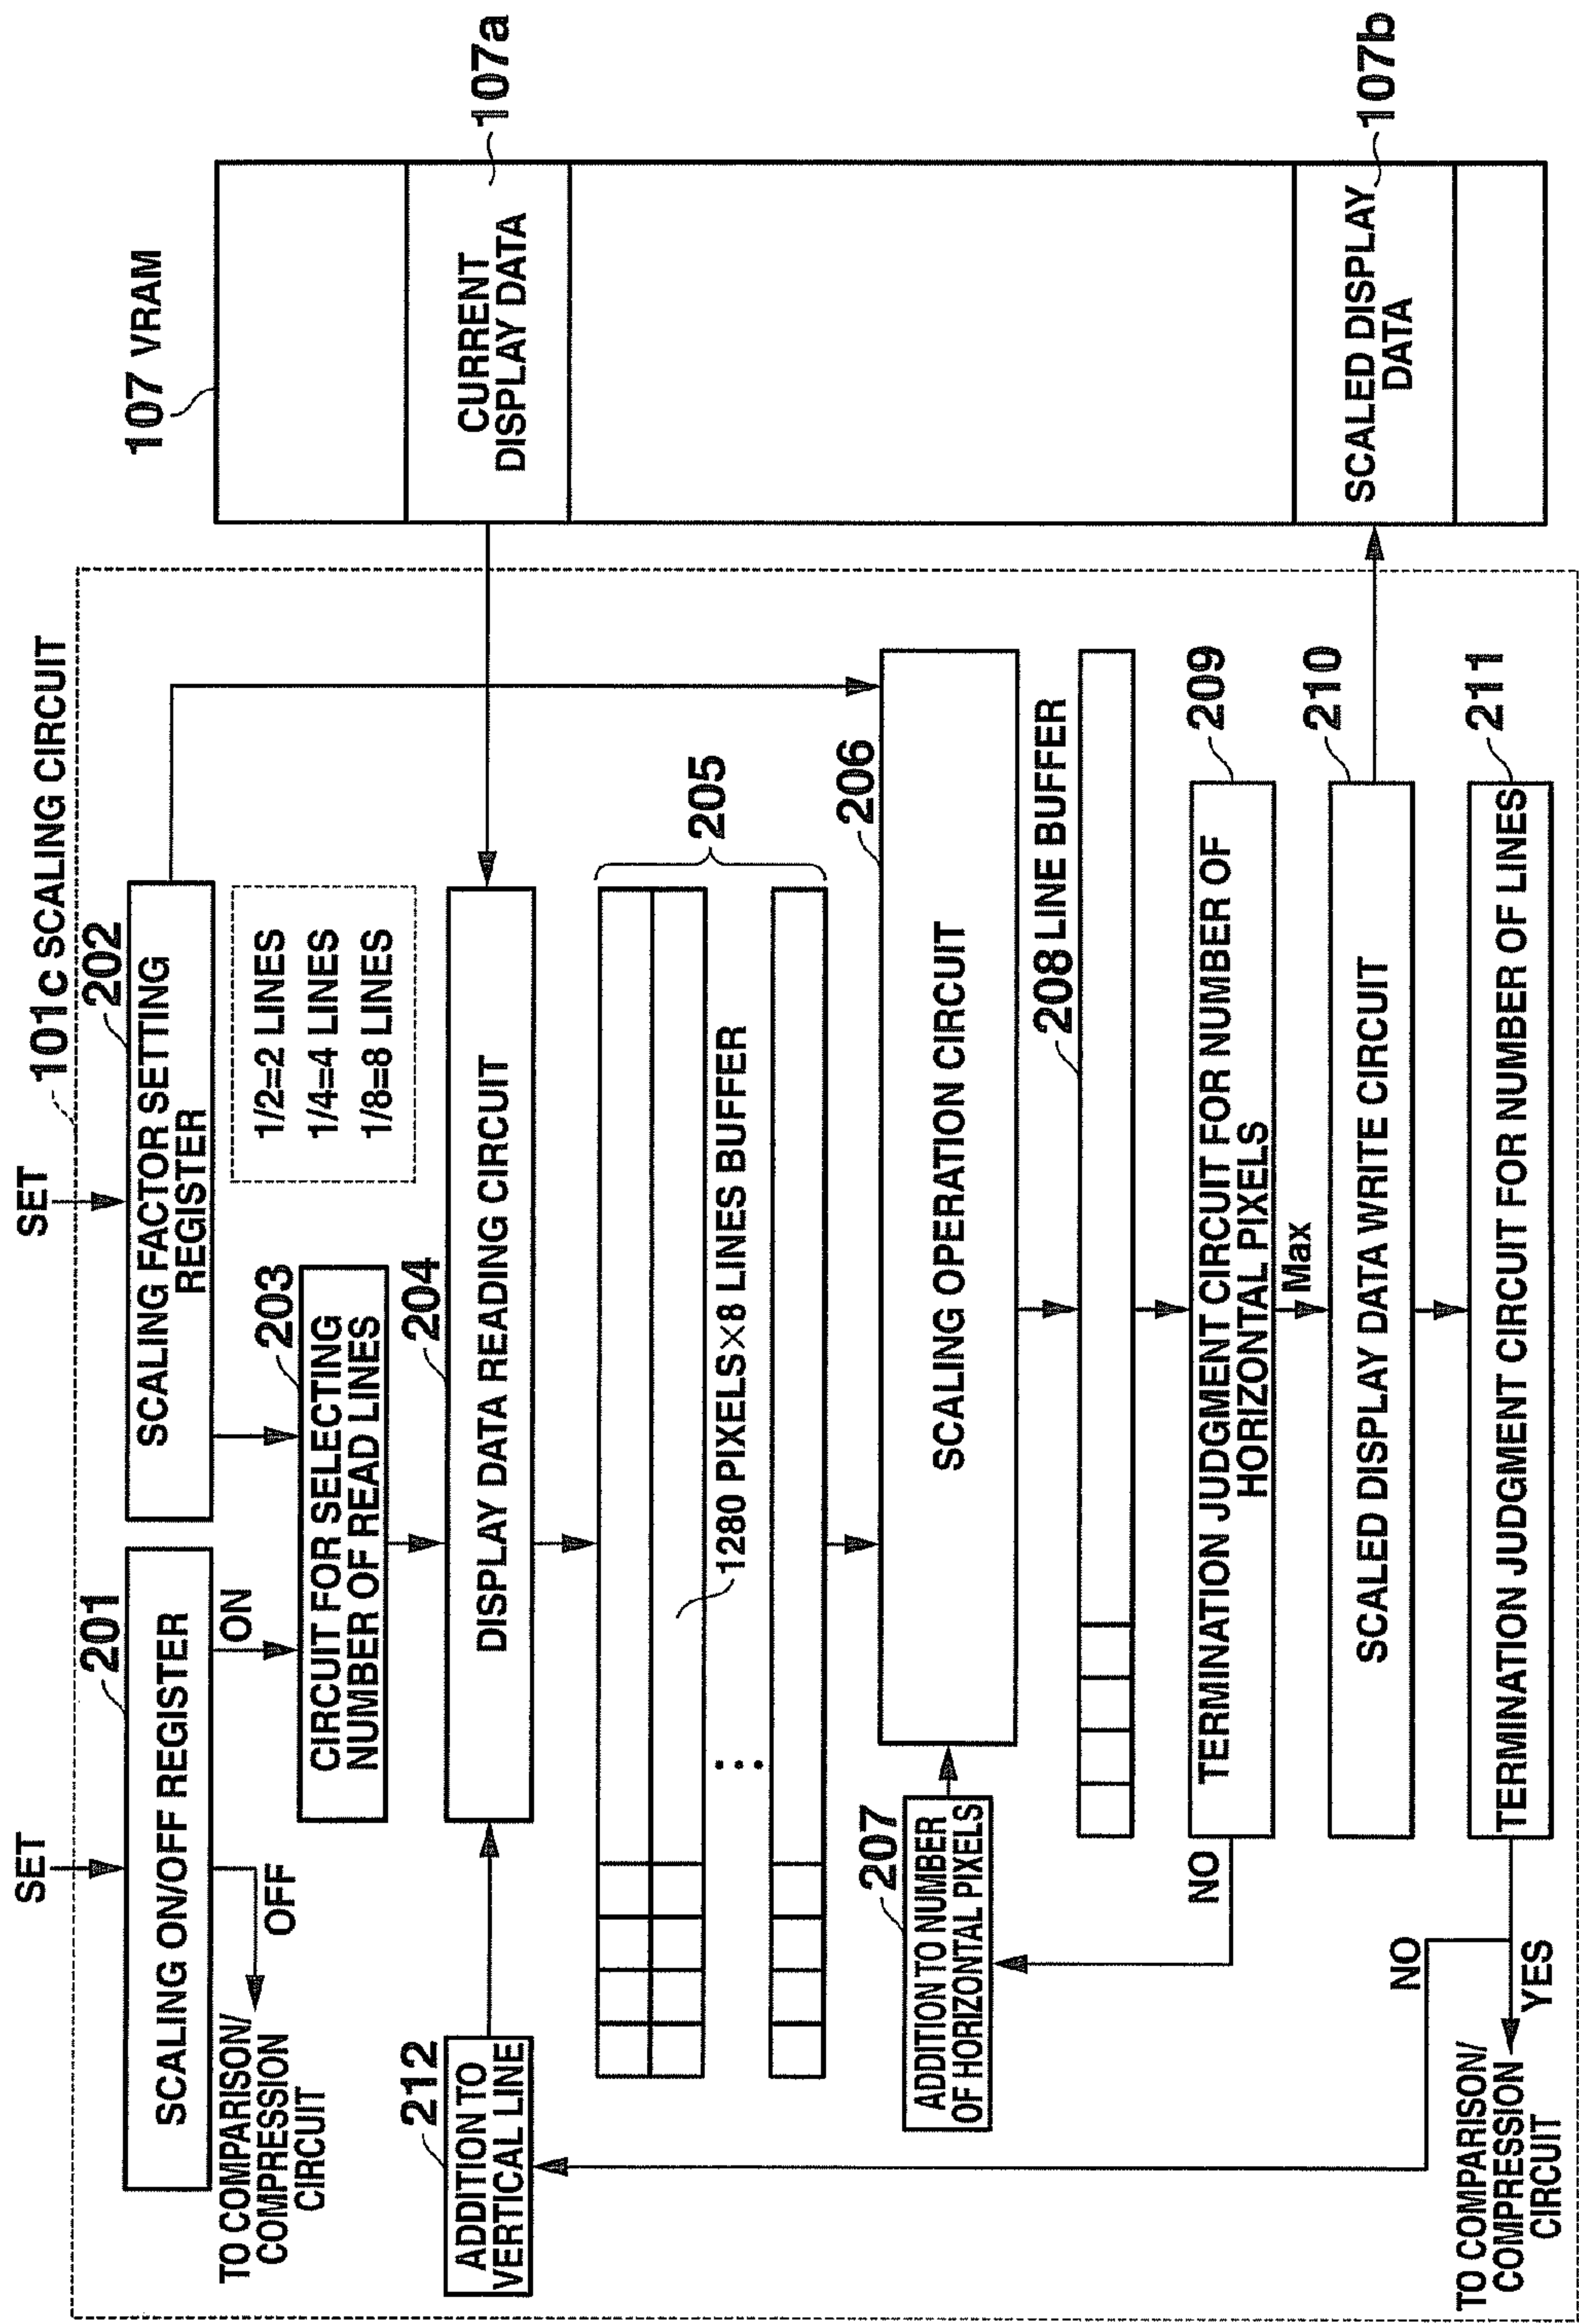 101c SCALING CIRCUIT
107 VRAM
SET
SET
201
SCALING ON/OFF REGISTER
202
SCALING FACTOR SETTING
REGISTER
OFF
ON
TO COMPARISON/
COMPRESSION
CIRCUIT
203
CIRCUIT FOR SELECTING
NUMBER OF READ LINES
1/2=2 LINES
1/4=4 LINES
1/8=8 LINES
212
ADDITION TO
VERTICAL LINE
204
DISPLAY DATA READING CIRCUIT
CURRENT
DISPLAY DATA
107a
1280 PIXELS×8 LINES BUFFER
205
207
ADDITION TO NUMBER
OF HORIZONTAL PIXELS
206
SCALING OPERATION CIRCUIT
208 LINE BUFFER
NO
TERMINATION JUDGMENT CIRCUIT FOR NUMBER OF
HORIZONTAL PIXELS
209
Max
SCALED DISPLAY DATA WRITE CIRCUIT
210
SCALED DISPLAY
DATA
107b
NO
TERMINATION JUDGMENT CIRCUIT FOR NUMBER OF LINES
211
YES
TO COMPARISON/
COMPRESSION
CIRCUIT